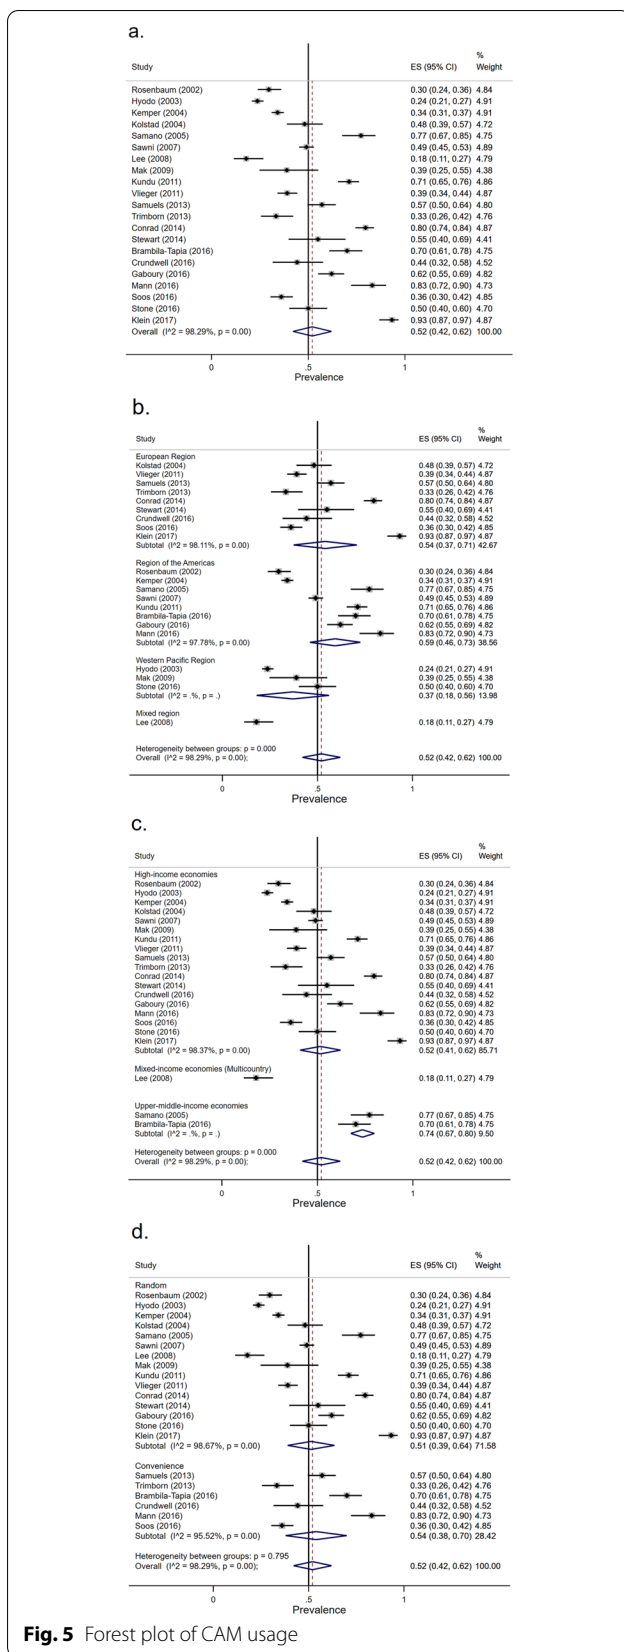 a.
%
Study ES (95% CI) Weight
Rosenbaum (2002) 0.30 (0.24, 0.36) 4.84
Hyodo (2003) 0.24 (0.21, 0.27) 4.91
Kemper (2004) 0.34 (0.31, 0.37) 4.91
Kolstad (2004) 0.48 (0.39, 0.57) 4.72
Samano (2005) 0.77 (0.67, 0.85) 4.75
Sawni (2007) 0.49 (0.45, 0.53) 4.89
Lee (2008) 0.18 (0.11, 0.27) 4.79
Mak (2009) 0.39 (0.25, 0.55) 4.38
Kundu (2011) 0.71 (0.65, 0.76) 4.86
Vlieger (2011) 0.39 (0.34, 0.44) 4.87
Samuels (2013) 0.57 (0.50, 0.64) 4.80
Trimborn (2013) 0.33 (0.26, 0.42) 4.76
Conrad (2014) 0.80 (0.74, 0.84) 4.87
Stewart (2014) 0.55 (0.40, 0.69) 4.41
Brambila-Tapia (2016) 0.70 (0.61, 0.78) 4.75
Crundwell (2016) 0.44 (0.32, 0.58) 4.52
Gaboury (2016) 0.62 (0.55, 0.69) 4.82
Mann (2016) 0.83 (0.72, 0.90) 4.73
Soos (2016) 0.36 (0.30, 0.42) 4.85
Stone (2016) 0.50 (0.40, 0.60) 4.70
Klein (2017) 0.93 (0.87, 0.97) 4.87
Overall (I^2 = 98.29%, p = 0.00) 0.52 (0.42, 0.62) 100.00
0 .5 1
Prevalence
b.
%
Study ES (95% CI) Weight
European Region
Kolstad (2004) 0.48 (0.39, 0.57) 4.72
Vlieger (2011) 0.39 (0.34, 0.44) 4.87
Samuels (2013) 0.57 (0.50, 0.64) 4.80
Trimborn (2013) 0.33 (0.26, 0.42) 4.76
Conrad (2014) 0.80 (0.74, 0.84) 4.87
Stewart (2014) 0.55 (0.40, 0.69) 4.41
Crundwell (2016) 0.44 (0.32, 0.58) 4.52
Soos (2016) 0.36 (0.30, 0.42) 4.85
Klein (2017) 0.93 (0.87, 0.97) 4.87
Subtotal (I^2 = 98.11%, p = 0.00) 0.54 (0.37, 0.71) 42.67
Region of the Americas
Rosenbaum (2002) 0.30 (0.24, 0.36) 4.84
Kemper (2004) 0.34 (0.31, 0.37) 4.91
Samano (2005) 0.77 (0.67, 0.85) 4.75
Sawni (2007) 0.49 (0.45, 0.53) 4.89
Kundu (2011) 0.71 (0.65, 0.76) 4.86
Brambila-Tapia (2016) 0.70 (0.61, 0.78) 4.75
Gaboury (2016) 0.62 (0.55, 0.69) 4.82
Mann (2016) 0.83 (0.72, 0.90) 4.73
Subtotal (I^2 = 97.78%, p = 0.00) 0.59 (0.46, 0.73) 38.56
Western Pacific Region
Hyodo (2003) 0.24 (0.21, 0.27) 4.91
Mak (2009) 0.39 (0.25, 0.55) 4.38
Stone (2016) 0.50 (0.40, 0.60) 4.70
Subtotal (I^2 = .%, p = .) 0.37 (0.18, 0.56) 13.98
Mixed region
Lee (2008) 0.18 (0.11, 0.27) 4.79
Heterogeneity between groups: p = 0.000
Overall (I^2 = 98.29%, p = 0.00); 0.52 (0.42, 0.62) 100.00
0 .5 1
Prevalence
c.
%
Study ES (95% CI) Weight
High-income economies
Rosenbaum (2002) 0.30 (0.24, 0.36) 4.84
Hyodo (2003) 0.24 (0.21, 0.27) 4.91
Kemper (2004) 0.34 (0.31, 0.37) 4.91
Kolstad (2004) 0.48 (0.39, 0.57) 4.72
Sawni (2007) 0.49 (0.45, 0.53) 4.89
Mak (2009) 0.39 (0.25, 0.55) 4.38
Kundu (2011) 0.71 (0.65, 0.76) 4.86
Vlieger (2011) 0.39 (0.34, 0.44) 4.87
Samuels (2013) 0.57 (0.50, 0.64) 4.80
Trimborn (2013) 0.33 (0.26, 0.42) 4.76
Conrad (2014) 0.80 (0.74, 0.84) 4.87
Stewart (2014) 0.55 (0.40, 0.69) 4.41
Crundwell (2016) 0.44 (0.32, 0.58) 4.52
Gaboury (2016) 0.62 (0.55, 0.69) 4.82
Mann (2016) 0.83 (0.72, 0.90) 4.73
Soos (2016) 0.36 (0.30, 0.42) 4.85
Stone (2016) 0.50 (0.40, 0.60) 4.70
Klein (2017) 0.93 (0.87, 0.97) 4.87
Subtotal (I^2 = 98.37%, p = 0.00) 0.52 (0.41, 0.62) 85.71
Mixed-income economies (Multicountry)
Lee (2008) 0.18 (0.11, 0.27) 4.79
Upper-middle-income economies
Samano (2005) 0.77 (0.67, 0.85) 4.75
Brambila-Tapia (2016) 0.70 (0.61, 0.78) 4.75
Subtotal (I^2 = .%, p = .) 0.74 (0.67, 0.80) 9.50
Heterogeneity between groups: p = 0.000
Overall (I^2 = 98.29%, p = 0.00); 0.52 (0.42, 0.62) 100.00
0 .5 1
Prevalence
d.
%
Study ES (95% CI) Weight
Random
Rosenbaum (2002) 0.30 (0.24, 0.36) 4.84
Hyodo (2003) 0.24 (0.21, 0.27) 4.91
Kemper (2004) 0.34 (0.31, 0.37) 4.91
Kolstad (2004) 0.48 (0.39, 0.57) 4.72
Samano (2005) 0.77 (0.67, 0.85) 4.75
Sawni (2007) 0.49 (0.45, 0.53) 4.89
Lee (2008) 0.18 (0.11, 0.27) 4.79
Mak (2009) 0.39 (0.25, 0.55) 4.38
Kundu (2011) 0.71 (0.65, 0.76) 4.86
Vlieger (2011) 0.39 (0.34, 0.44) 4.87
Conrad (2014) 0.80 (0.74, 0.84) 4.87
Stewart (2014) 0.55 (0.40, 0.69) 4.41
Gaboury (2016) 0.62 (0.55, 0.69) 4.82
Stone (2016) 0.50 (0.40, 0.60) 4.70
Klein (2017) 0.93 (0.87, 0.97) 4.87
Subtotal (I^2 = 98.67%, p = 0.00) 0.51 (0.39, 0.64) 71.58
Convenience
Samuels (2013) 0.57 (0.50, 0.64) 4.80
Trimborn (2013) 0.33 (0.26, 0.42) 4.76
Brambila-Tapia (2016) 0.70 (0.61, 0.78) 4.75
Crundwell (2016) 0.44 (0.32, 0.58) 4.52
Mann (2016) 0.83 (0.72, 0.90) 4.73
Soos (2016) 0.36 (0.30, 0.42) 4.85
Subtotal (I^2 = 95.52%, p = 0.00) 0.54 (0.38, 0.70) 28.42
Heterogeneity between groups: p = 0.795
Overall (I^2 = 98.29%, p = 0.00); 0.52 (0.42, 0.62) 100.00
0 .5 1
Prevalence
Fig. 5 Forest plot of CAM usage